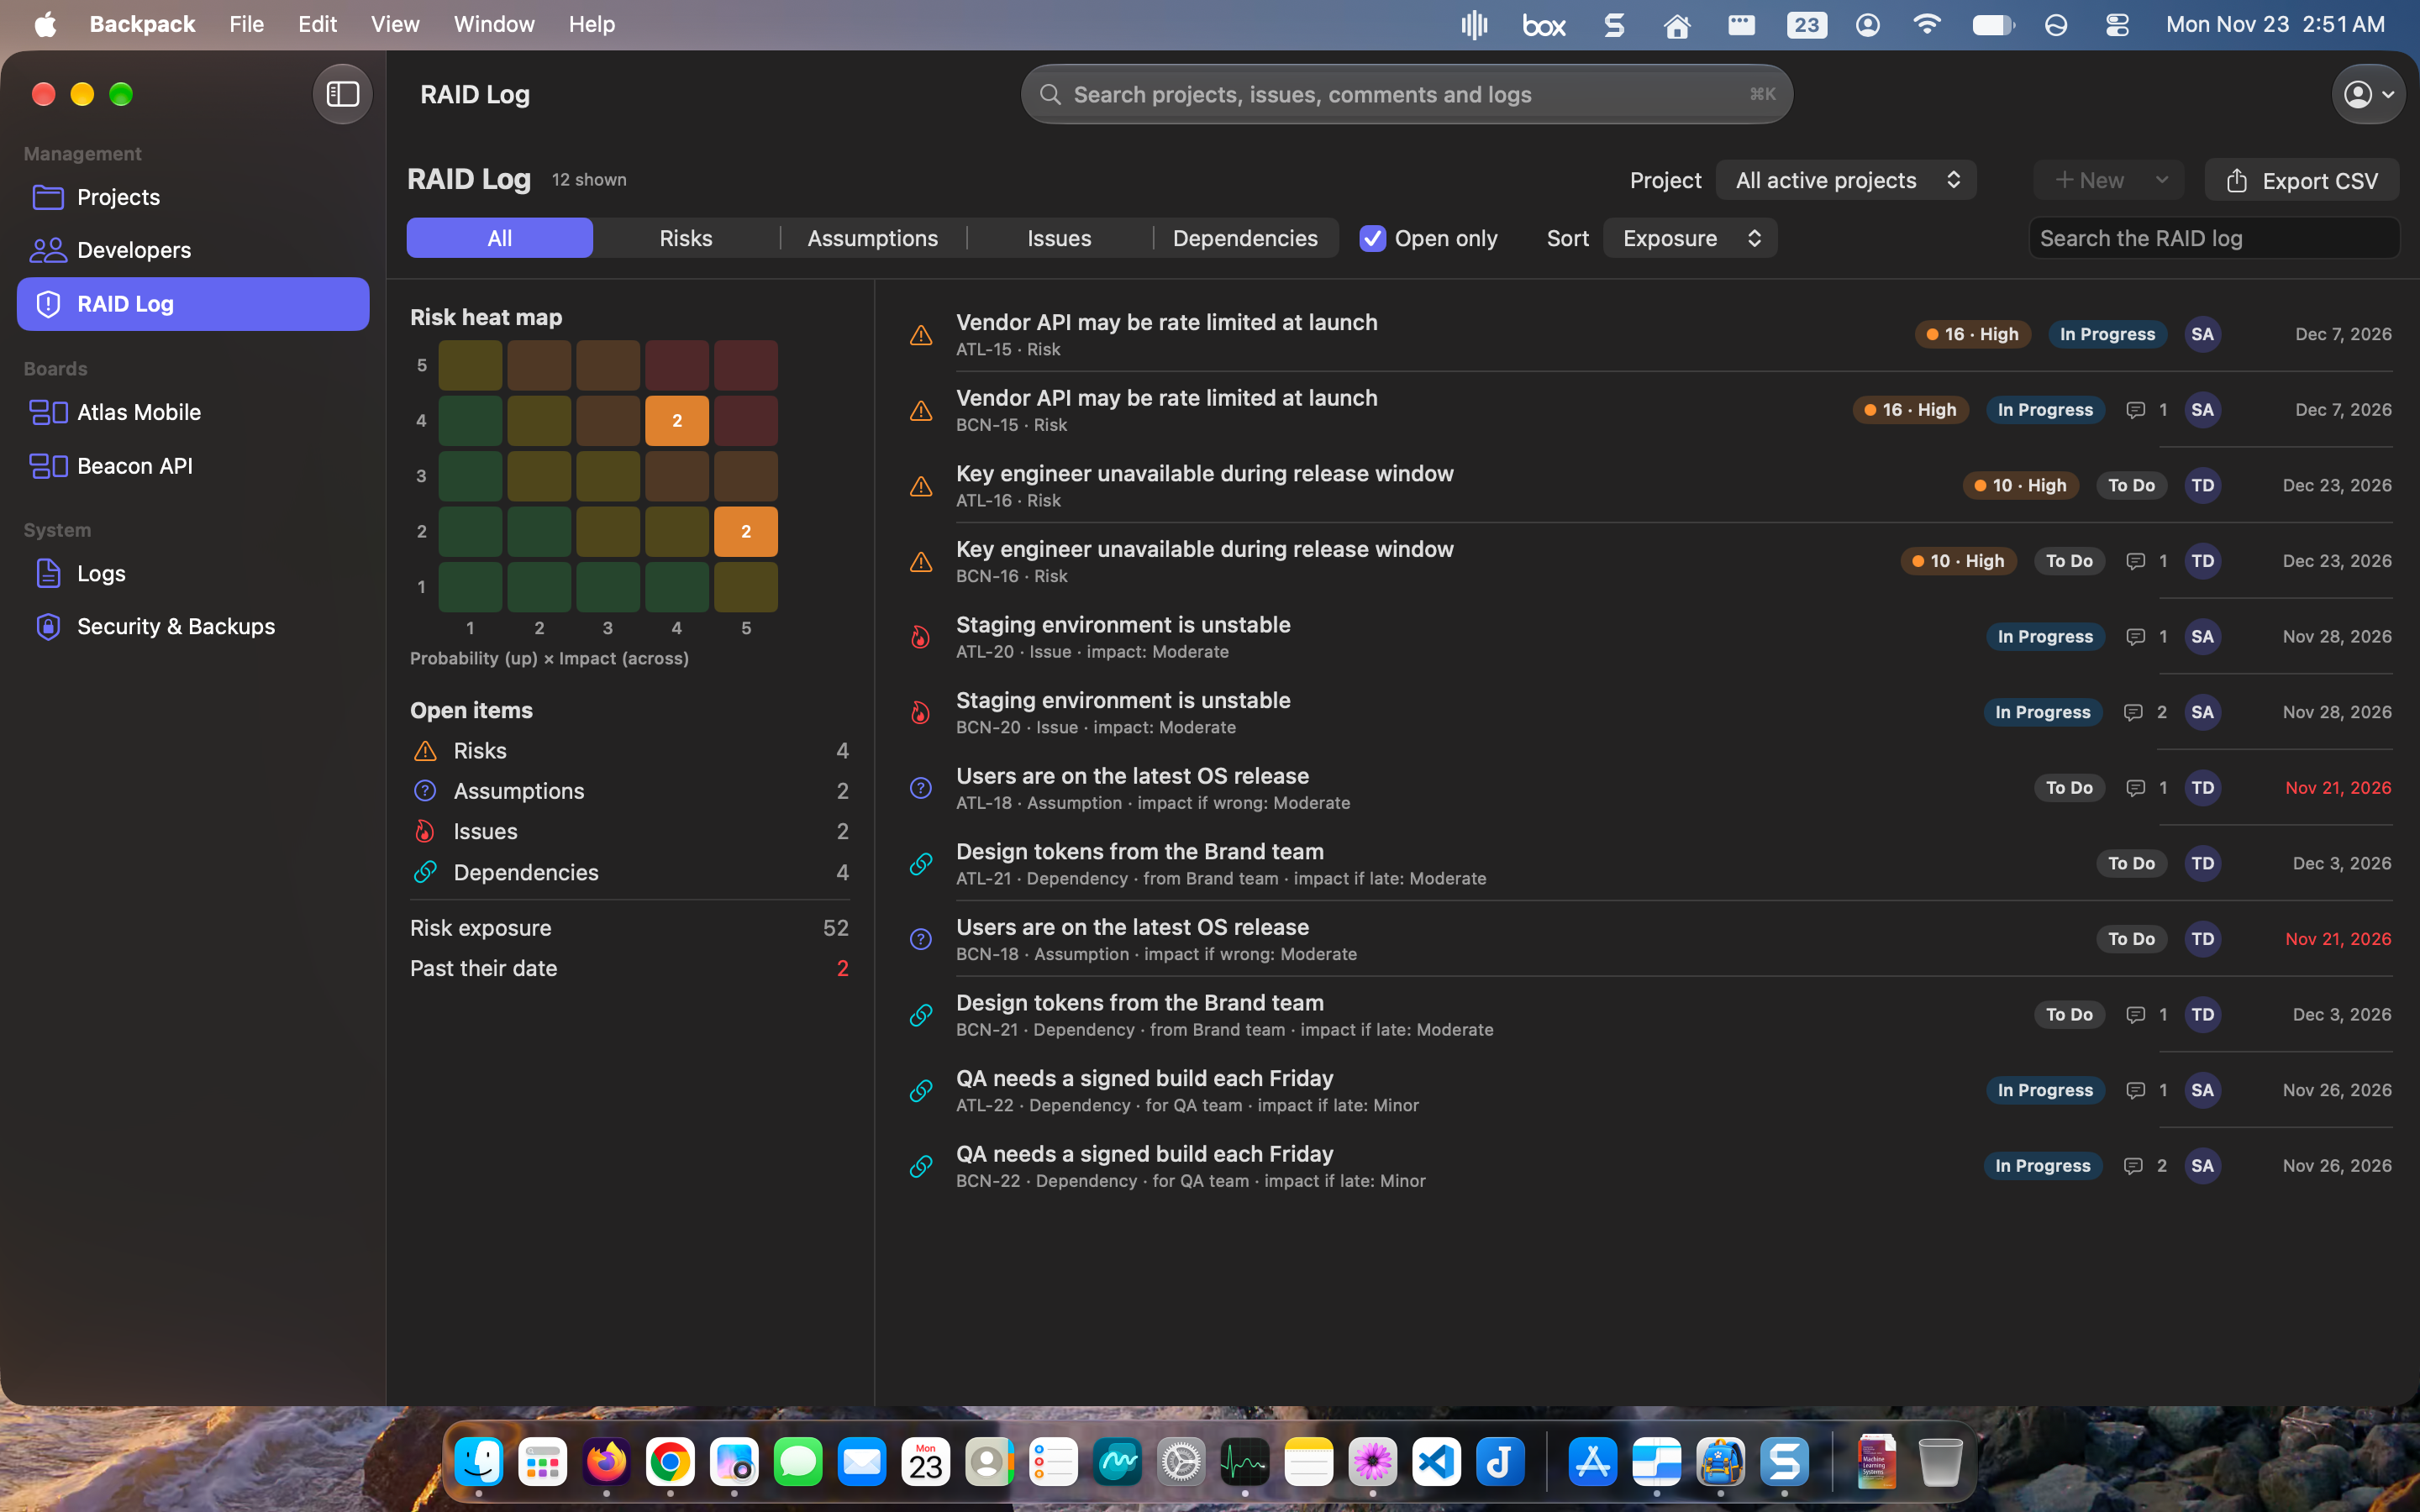 Backpack File Edit View Window Help
box 23 Mon Nov 23 2:51 AM
RAID Log
Search projects, issues, comments and logs ⌘K
Management
Projects
Developers
RAID Log
Boards
Atlas Mobile
Beacon API
System
Logs
Security & Backups
RAID Log 12 shown
Project All active projects
+ New
Export CSV
All Risks Assumptions Issues Dependencies
Open only
Sort Exposure
Search the RAID log
Risk heat map
5
4 2
3
2 2
1
1 2 3 4 5
Probability (up) × Impact (across)
Open items
Risks 4
Assumptions 2
Issues 2
Dependencies 4
Risk exposure 52
Past their date 2
Vendor API may be rate limited at launch
ATL-15 · Risk
16 · High In Progress SA Dec 7, 2026
Vendor API may be rate limited at launch
BCN-15 · Risk
16 · High In Progress 1 SA Dec 7, 2026
Key engineer unavailable during release window
ATL-16 · Risk
10 · High To Do TD Dec 23, 2026
Key engineer unavailable during release window
BCN-16 · Risk
10 · High To Do 1 TD Dec 23, 2026
Staging environment is unstable
ATL-20 · Issue · impact: Moderate
In Progress 1 SA Nov 28, 2026
Staging environment is unstable
BCN-20 · Issue · impact: Moderate
In Progress 2 SA Nov 28, 2026
Users are on the latest OS release
ATL-18 · Assumption · impact if wrong: Moderate
To Do 1 TD Nov 21, 2026
Design tokens from the Brand team
ATL-21 · Dependency · from Brand team · impact if late: Moderate
To Do TD Dec 3, 2026
Users are on the latest OS release
BCN-18 · Assumption · impact if wrong: Moderate
To Do TD Nov 21, 2026
Design tokens from the Brand team
BCN-21 · Dependency · from Brand team · impact if late: Moderate
To Do 1 TD Dec 3, 2026
QA needs a signed build each Friday
ATL-22 · Dependency · for QA team · impact if late: Minor
In Progress 1 SA Nov 26, 2026
QA needs a signed build each Friday
BCN-22 · Dependency · for QA team · impact if late: Minor
In Progress 2 SA Nov 26, 2026
Mon
23
Machine
Learning
Systems